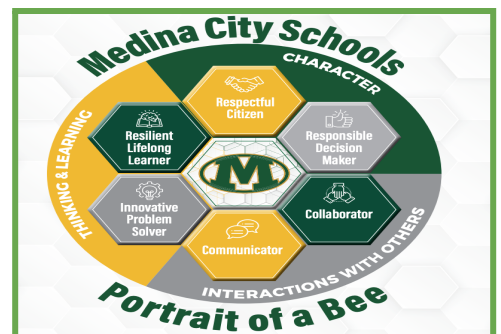 Medina City Schools
CHARACTER
THINKING & LEARNING
INTERACTIONS WITH OTHERS
Respectful
Citizen
Resilient
Lifelong
Learner
Responsible
Decision
Maker
M
Innovative
Problem
Solver
Collaborator
Communicator
Portrait of a Bee